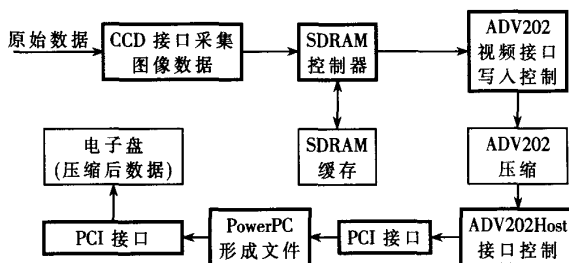 原始数据
CCD 接口采集
图像数据
SDRAM
控制器
ADV202
视频接口
写入控制
SDRAM
缓存
ADV202
压缩
电子盘
(压缩后数据)
PCI 接口
PowerPC
形成文件
PCI 接口
ADV202Host
接口控制